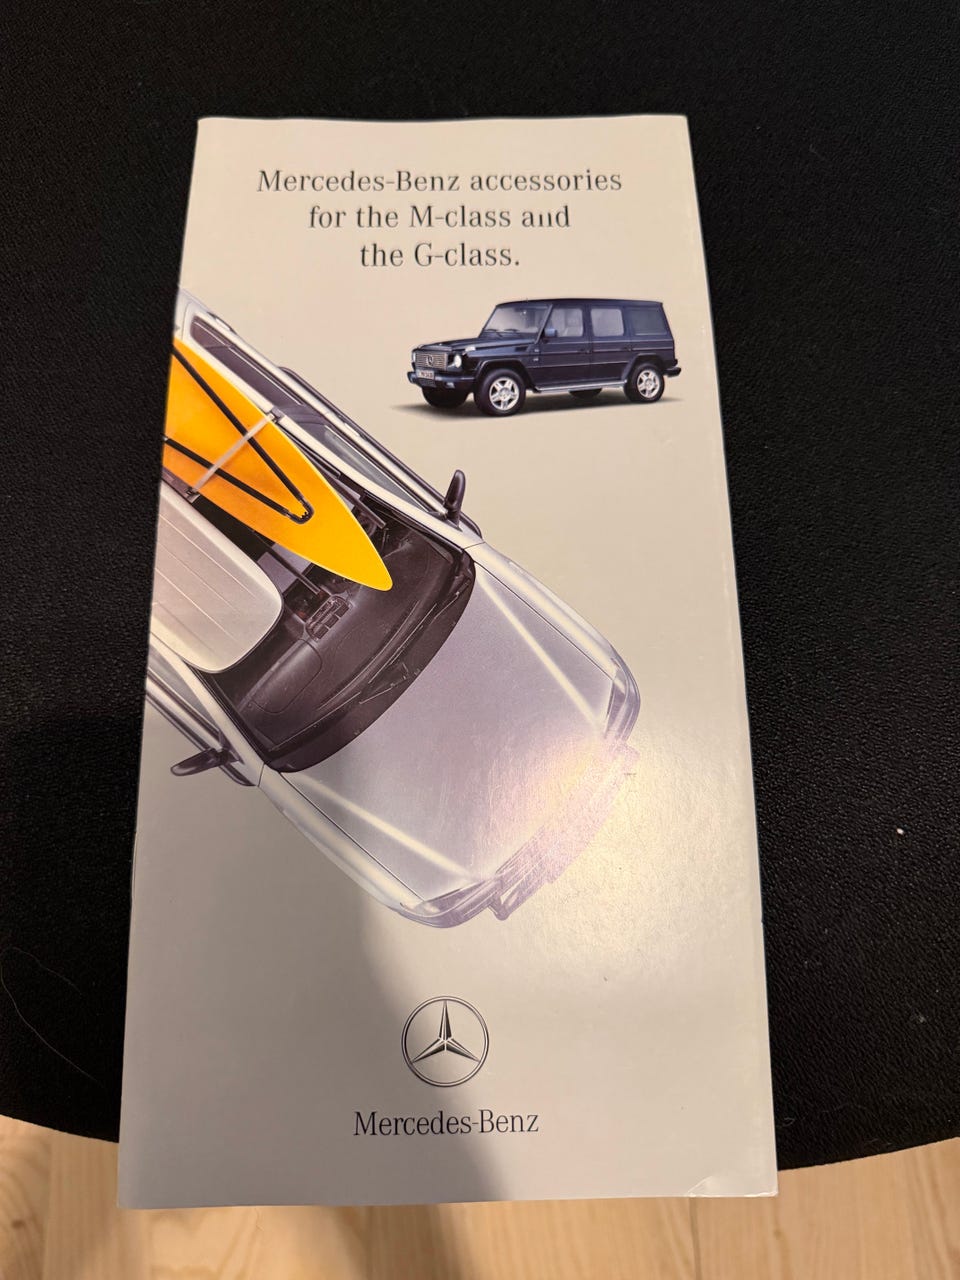 Mercedes-Benz accessories
for the M-class and
the G-class.
Mercedes-Benz